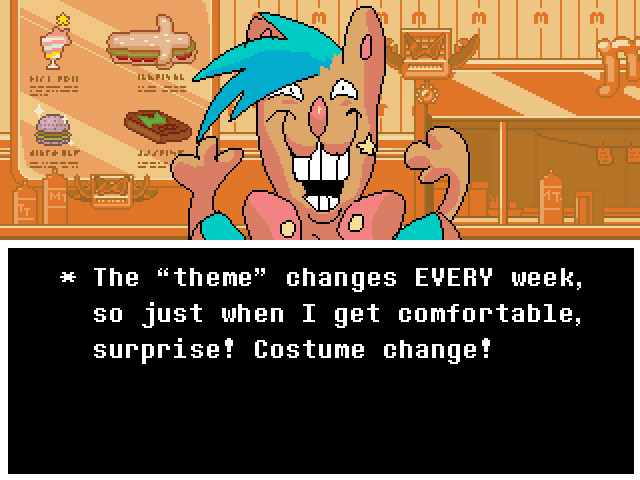 * The “theme” changes EVERY week,
so just when I get comfortable,
surprise! Costume change!